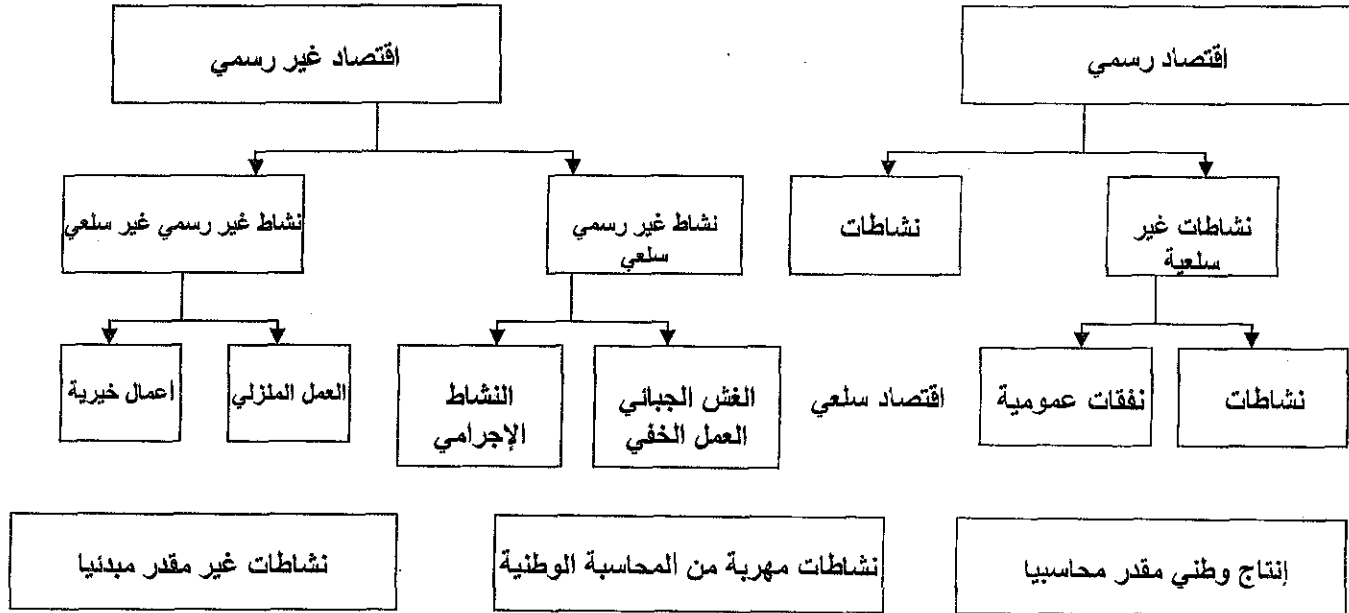 اقتصاد رسمي
اقتصاد غير رسمي
نشاطات غير
سلعية
نشاطات
نشاط غير رسمي
سلعي
نشاط غير رسمي غير سلعي
نشاطات
نفقات عمومية
اقتصاد سلعي
الغش الجبائي
العمل الخفي
النشاط
الإجرامي
العمل الملزلي
أعمال خيرية
إنتاج وطني مقدر محاسبيا
نشاطات مهربة من المحاسبة الوطنية
نشاطات غير مقدر مبدئيا